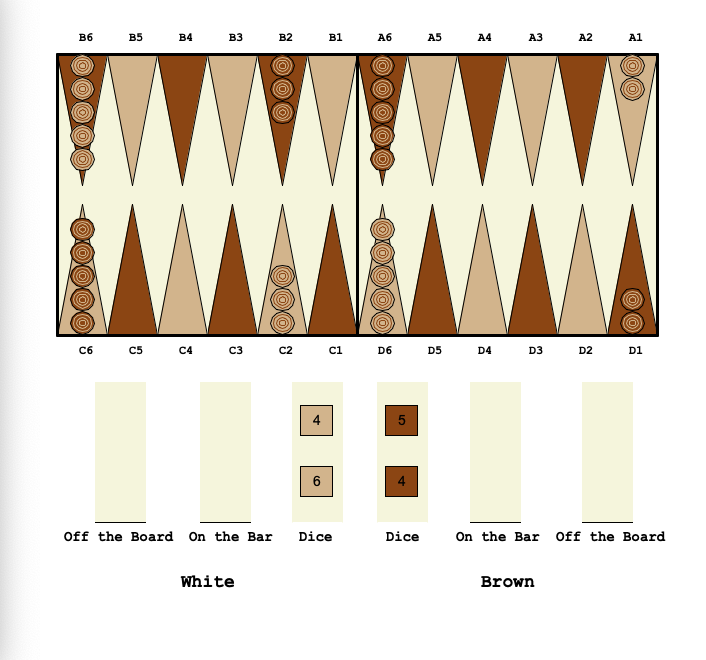 B6 B5 B4 B3 B2 B1 A6 A5 A4 A3 A2 A1
C6 C5 C4 C3 C2 C1 D6 D5 D4 D3 D2 D1
4 5
6 4
Off the Board On the Bar Dice Dice On the Bar Off the Board
White Brown